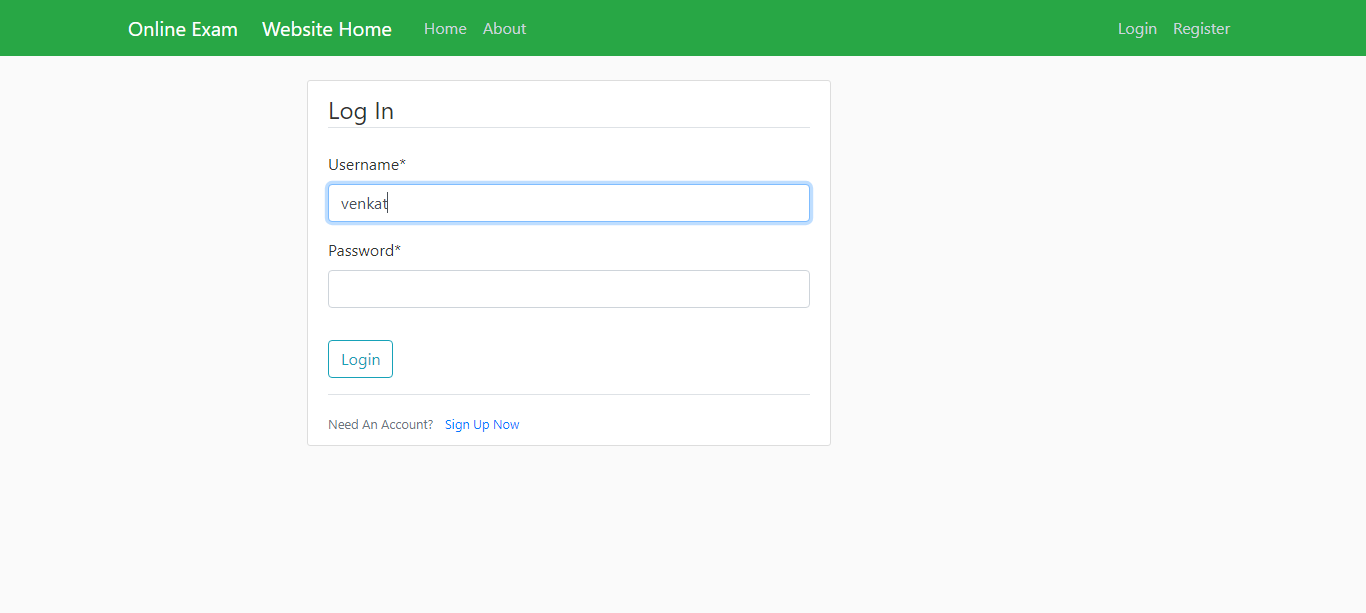 Online Exam Website Home Home About Login Register
Log In
Username*
venkat
Password*
Login
Need An Account? Sign Up Now